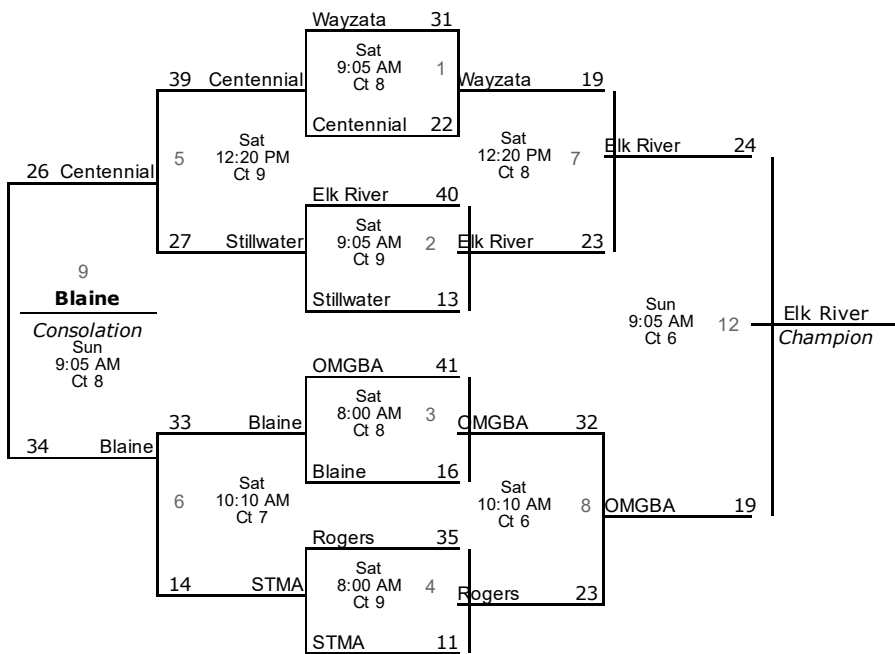 Wayzata 31
Sat
9:05 AM 1
Ct 8
39 Centennial
Wayzata 19
Centennial 22
Sat
12:20 PM
Ct 9
5
Sat
12:20 PM 7
Ct 8
Elk River 24
26 Centennial
Elk River 40
Sat
9:05 AM 2
Ct 9
27 Stillwater
Elk River 23
Stillwater 13
9
Blaine
Consolation
Sun
9:05 AM
Ct 8
Sun
9:05 AM 12
Ct 6
Elk River
Champion
OMGBA 41
Sat
8:00 AM 3
Ct 8
33 Blaine
OMGBA 32
34 Blaine
Blaine 16
Sat
10:10 AM
Ct 7
6
Sat
10:10 AM 8
Ct 6
OMGBA 19
Rogers 35
Sat
8:00 AM 4
Ct 9
14 STMA
Rogers 23
STMA 11